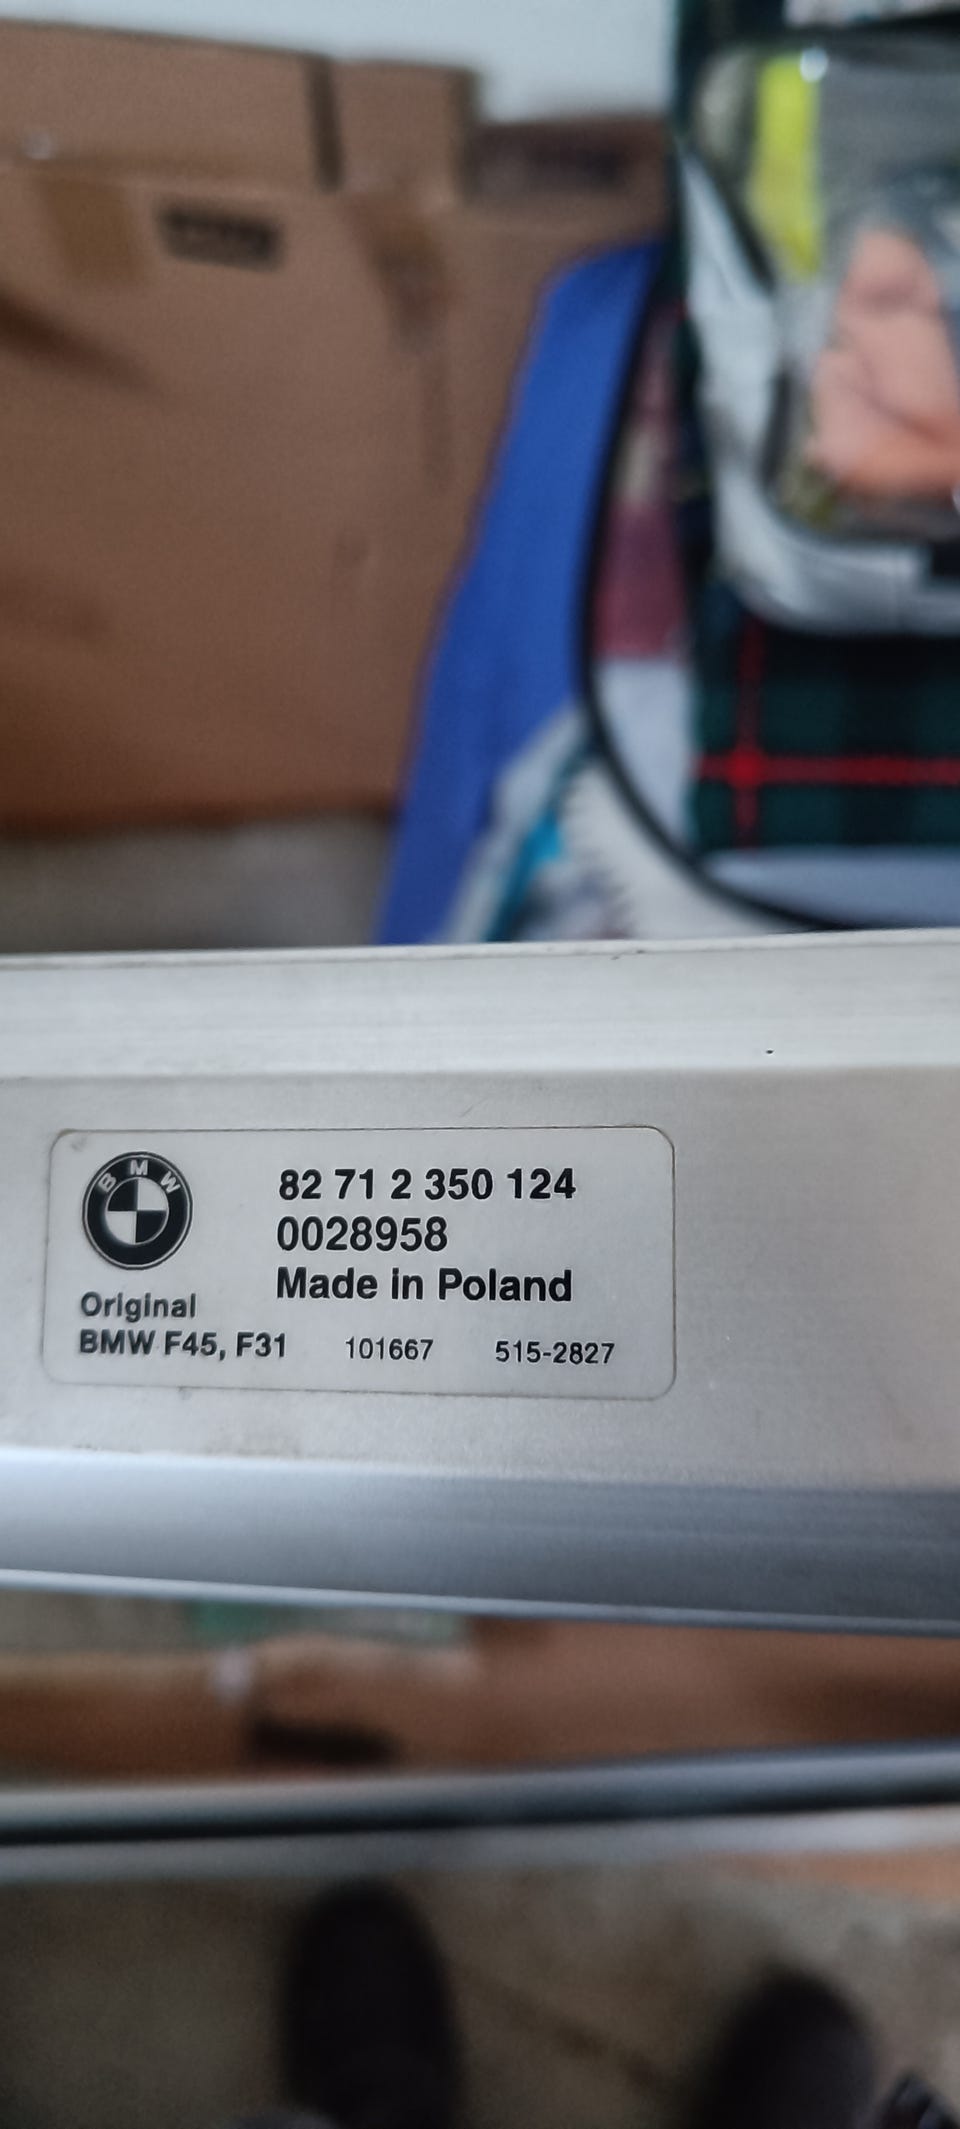 BMW
82 71 2 350 124
0028958
Made in Poland
Original
BMW F45, F31 101667 515-2827